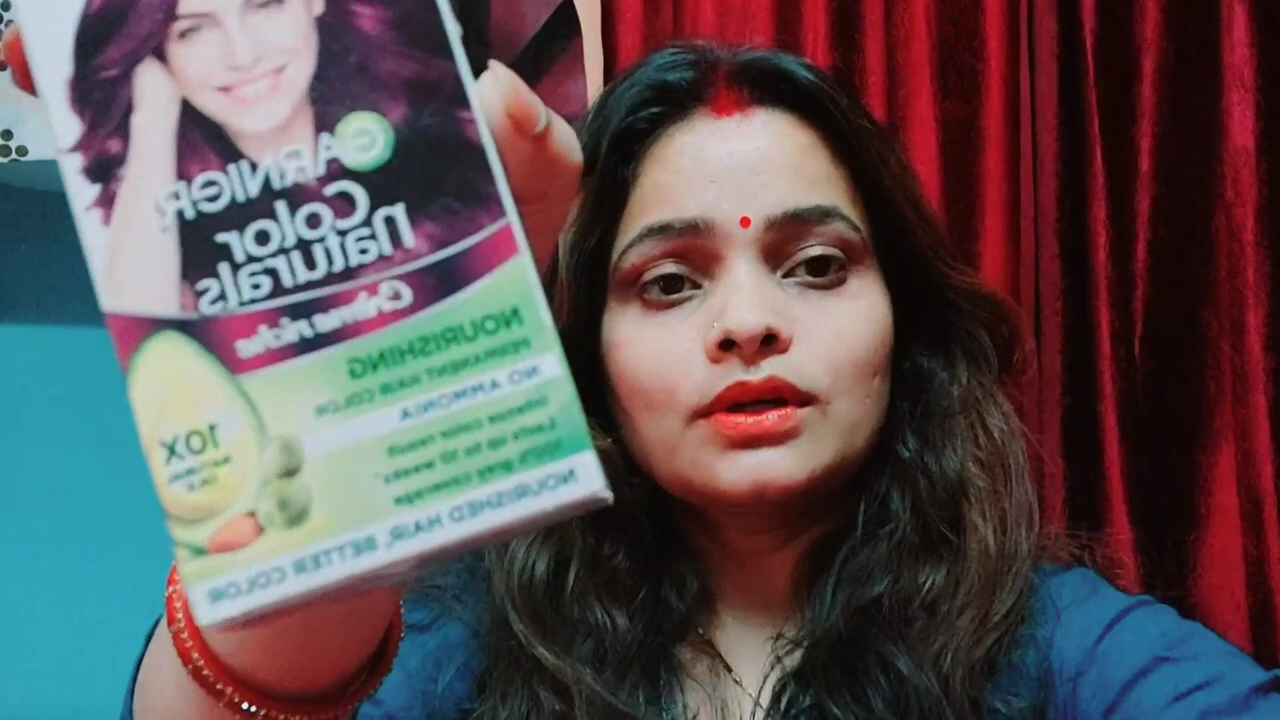 GARNIER
Color
naturals
Crème riche
NOURISHING
PERMANENT HAIR COLOR
NO AMMONIA
Intense color result
Lasts up to 10 weeks*
100% grey coverage
10X
NOURISHED HAIR, BETTER COLOR